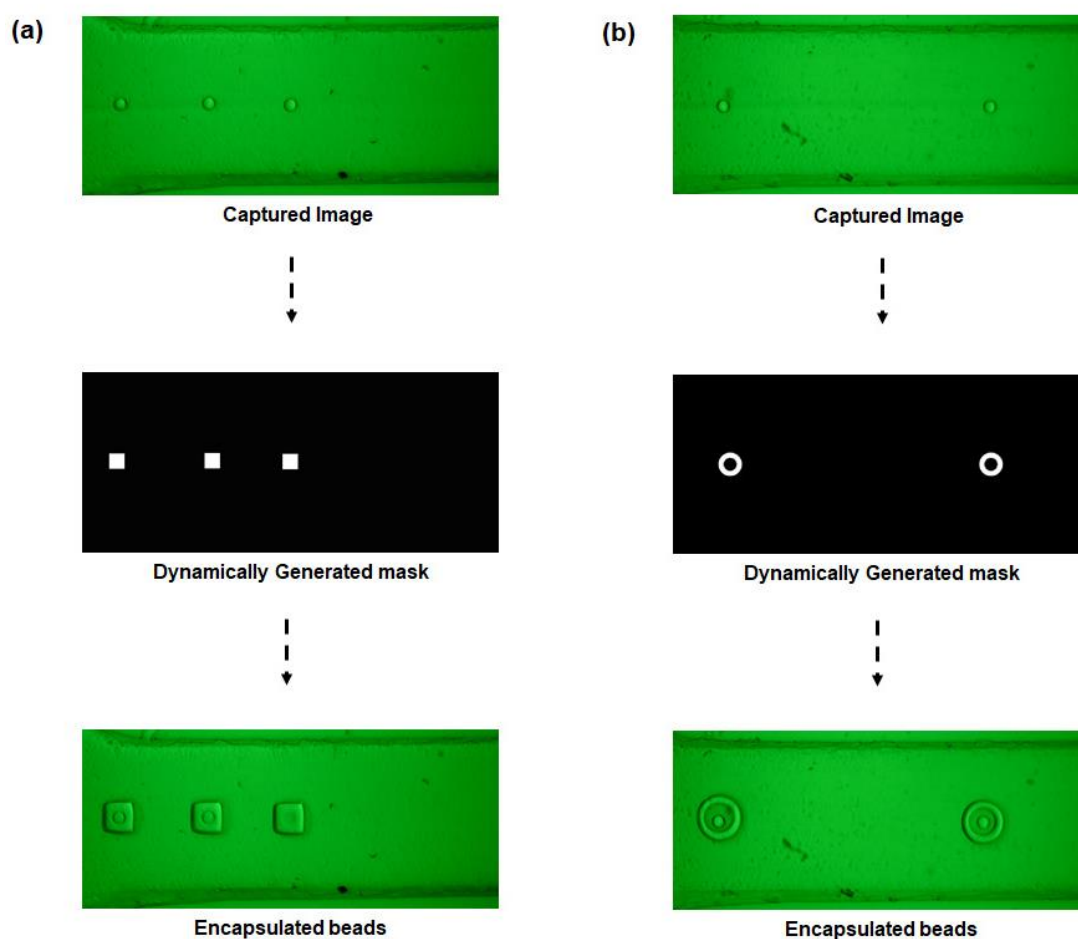 (a)
Captured Image
Dynamically Generated mask
Encapsulated beads
(b)
Captured Image
Dynamically Generated mask
Encapsulated beads